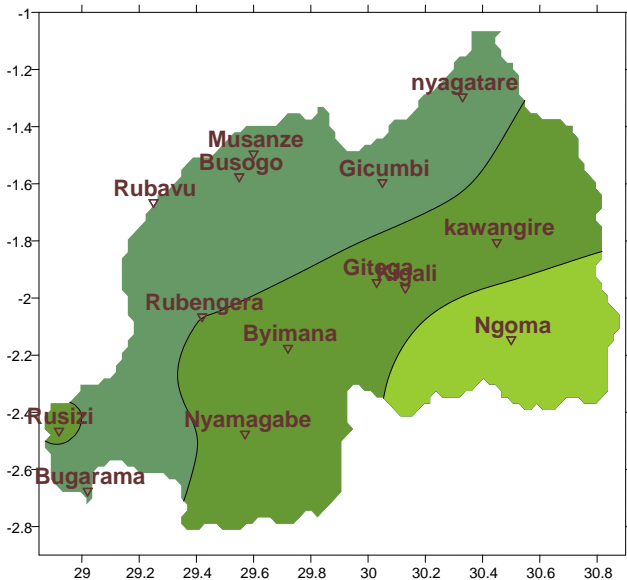 -1
-1.2
nyagatare
-1.4
Musanze
Busogo
Gicumbi
-1.6
Rubavu
kawangire
-1.8
Gitega
Kigali
-2
Rubengera
Byimana
Ngoma
-2.2
-2.4
Rusizi
Nyamagabe
-2.6
Bugarama
-2.8
29 29.2 29.4 29.6 29.8 30 30.2 30.4 30.6 30.8